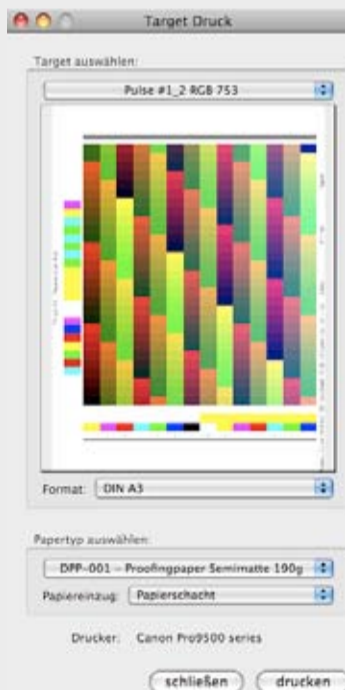 Target Druck
Target auswählen:
Pulse #1_2 RGB 753
Format: DIN A3
Papertyp auswählen:
DPP-001 - Proofingpaper Semimatte 190g
Papiereinzug: Papierschacht
Drucker: Canon Pro9500 series
schließen drucken